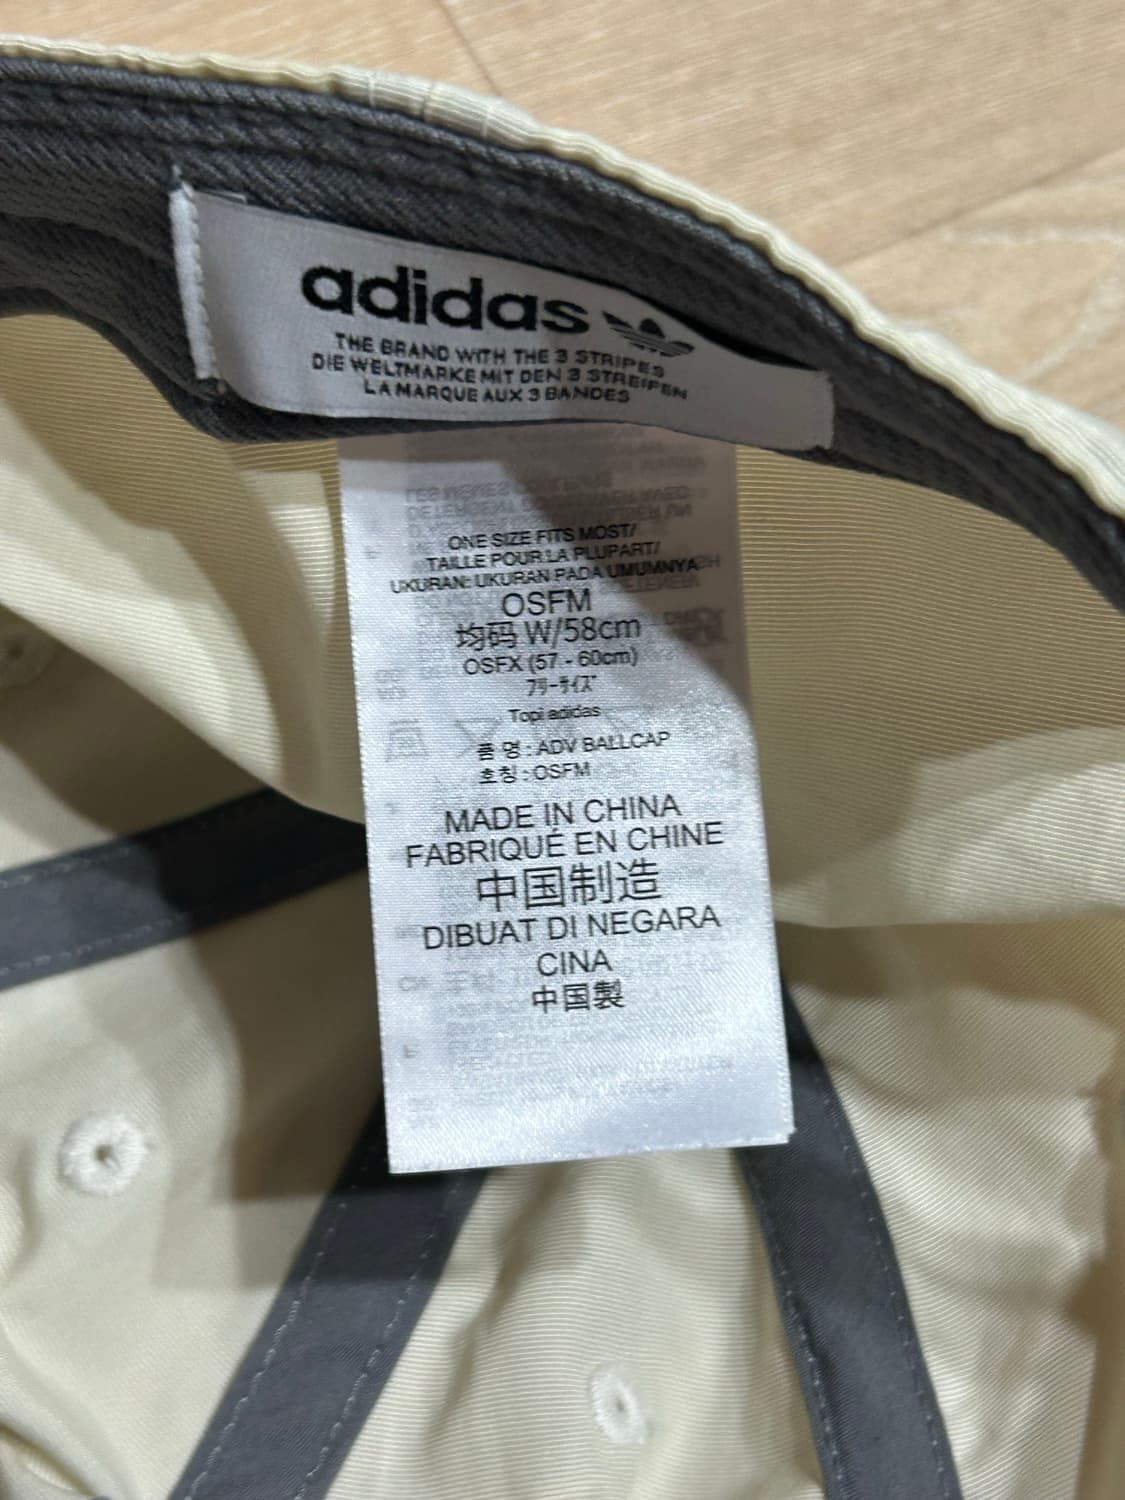 adidas
THE BRAND WITH THE 3 STRIPES
DIE WELTMARKE MIT DEN 3 STREIFEN
LA MARQUE AUX 3 BANDES
ONE SIZE FITS MOST/
TAILLE POUR LA PLUPART/
UKURAN: UKURAN PADA UMUMNYA
OSFM
均码 W/58cm
OSFX (57 - 60cm)
フリーサイズ
Topi adidas
품 명 : ADV BALLCAP
호칭 : OSFM
MADE IN CHINA
FABRIQUÉ EN CHINE
中国制造
DIBUAT DI NEGARA
CINA
中国製